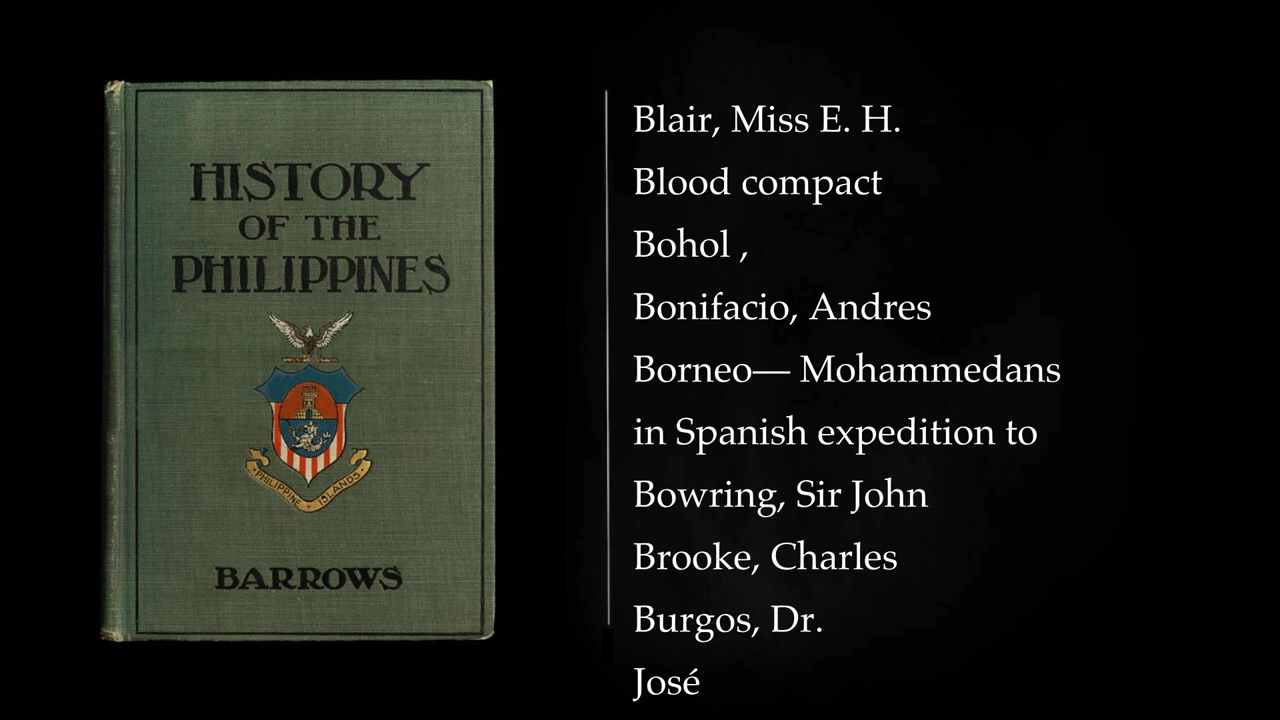 HISTORY
OF THE
PHILIPPINES
PHILIPPINE ISLANDS
BARROWS
Blair, Miss E. H.
Blood compact
Bohol ,
Bonifacio, Andres
Borneo— Mohammedans
in Spanish expedition to
Bowring, Sir John
Brooke, Charles
Burgos, Dr.
José